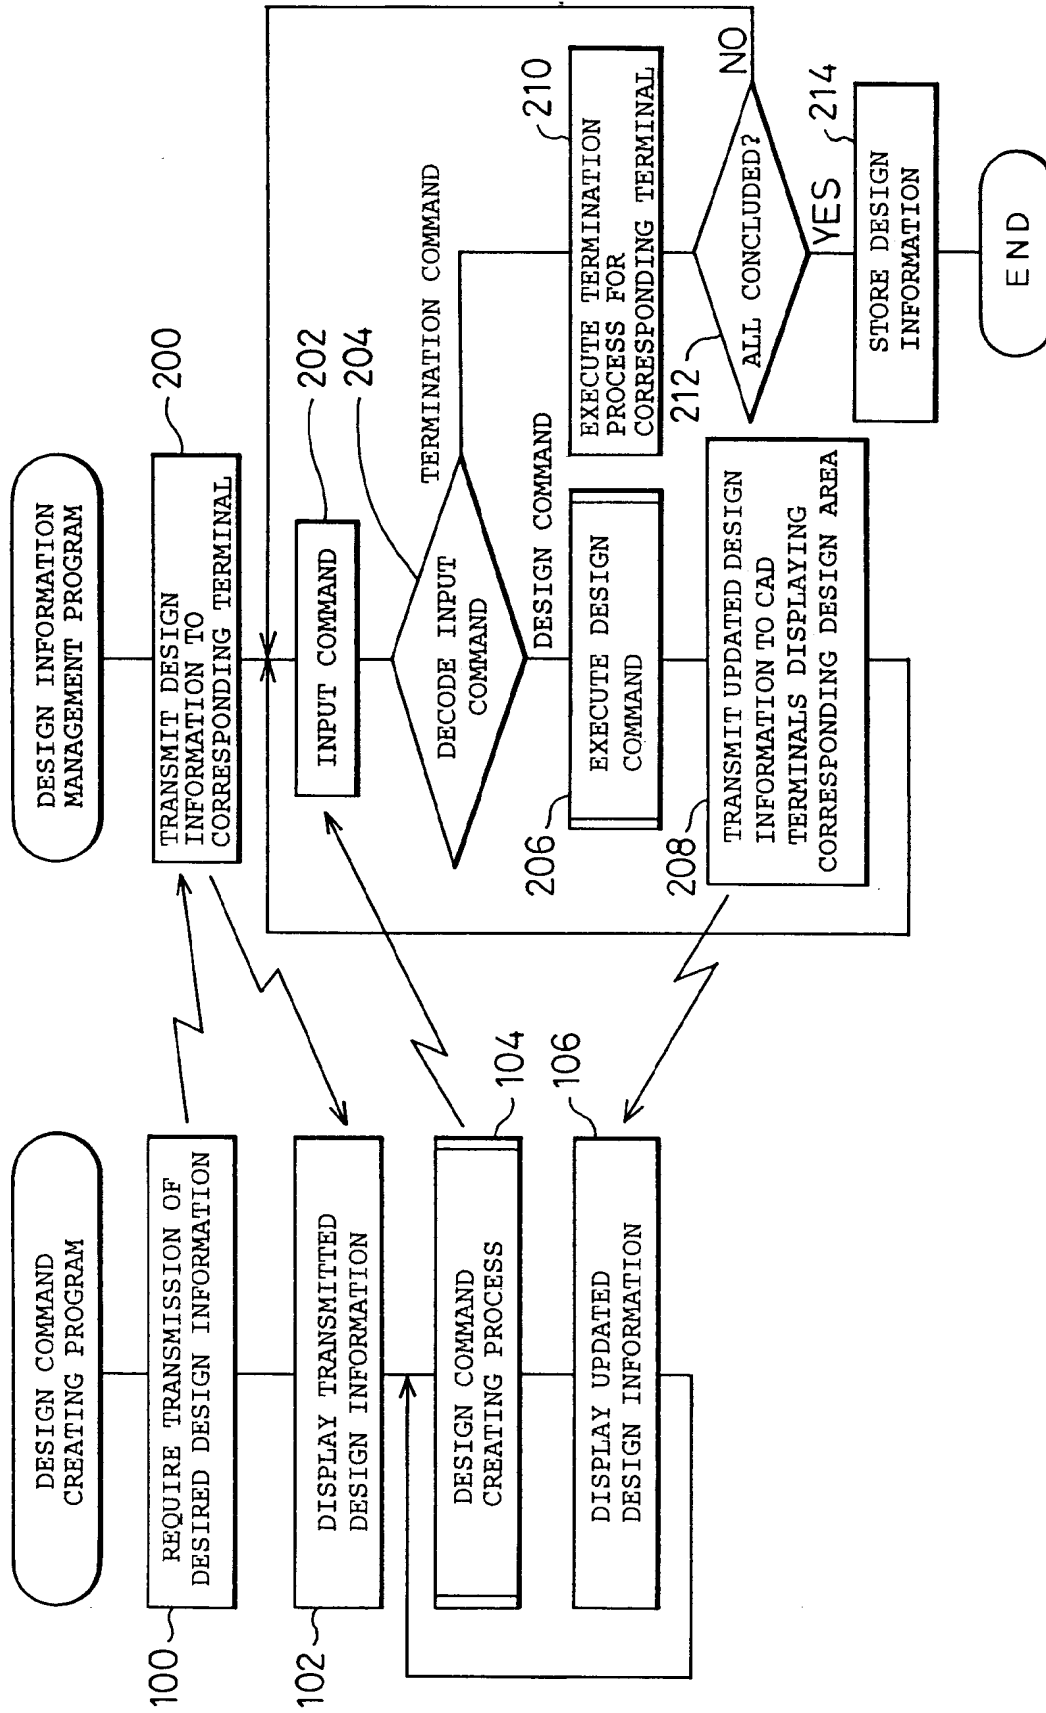 DESIGN COMMAND
CREATING PROGRAM
100
REQUIRE TRANSMISSION OF
DESIRED DESIGN INFORMATION
102
DISPLAY TRANSMITTED
DESIGN INFORMATION
DESIGN COMMAND
CREATING PROCESS
104
DISPLAY UPDATED
DESIGN INFORMATION
106
DESIGN INFORMATION
MANAGEMENT PROGRAM
TRANSMIT DESIGN
INFORMATION TO
CORRESPONDING TERMINAL
200
INPUT COMMAND
202
DECODE INPUT
COMMAND
204
TERMINATION COMMAND
DESIGN COMMAND
206
EXECUTE DESIGN
COMMAND
208
TRANSMIT UPDATED DESIGN
INFORMATION TO CAD
TERMINALS DISPLAYING
CORRESPONDING DESIGN AREA
EXECUTE TERMINATION
PROCESS FOR
CORRESPONDING TERMINAL
210
212
ALL CONCLUDED?
NO
YES
214
STORE DESIGN
INFORMATION
END